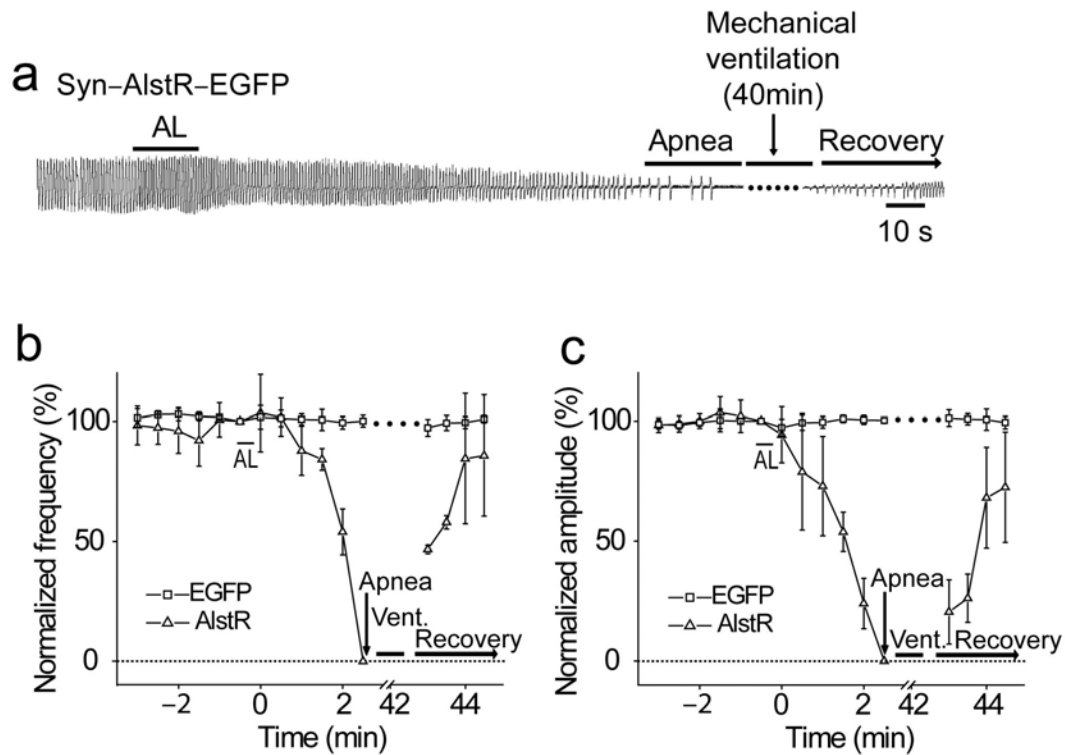 a
Syn–AlstR–EGFP
AL
Mechanical
ventilation
(40min)
Apnea
Recovery
10 s
b
Normalized frequency (%)
100
50
0
AL
EGFP
AlstR
Apnea
Vent.
Recovery
−2 0 2 42 44
Time (min)
c
Normalized amplitude (%)
100
50
0
AL
EGFP
AlstR
Apnea
Vent. Recovery
−2 0 2 42 44
Time (min)